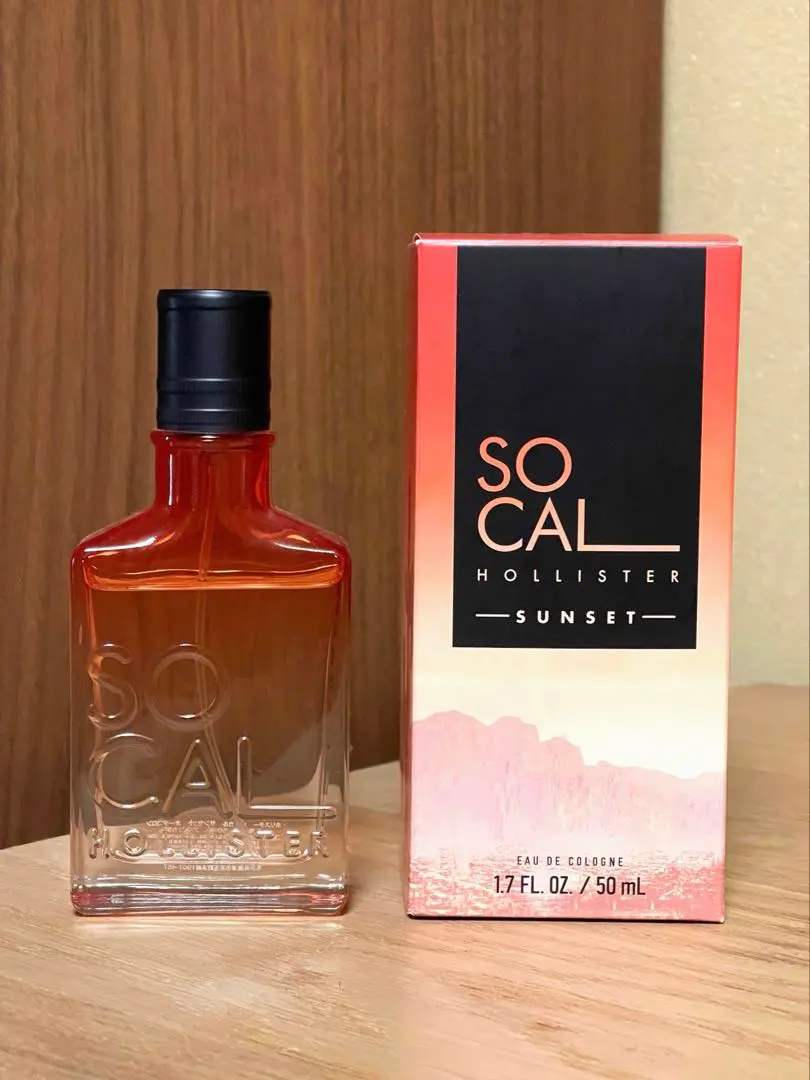 SO
CAL
HOLLISTER
SO
CAL
HOLLISTER
SUNSET
EAU DE COLOGNE
1.7 FL. OZ. / 50 mL